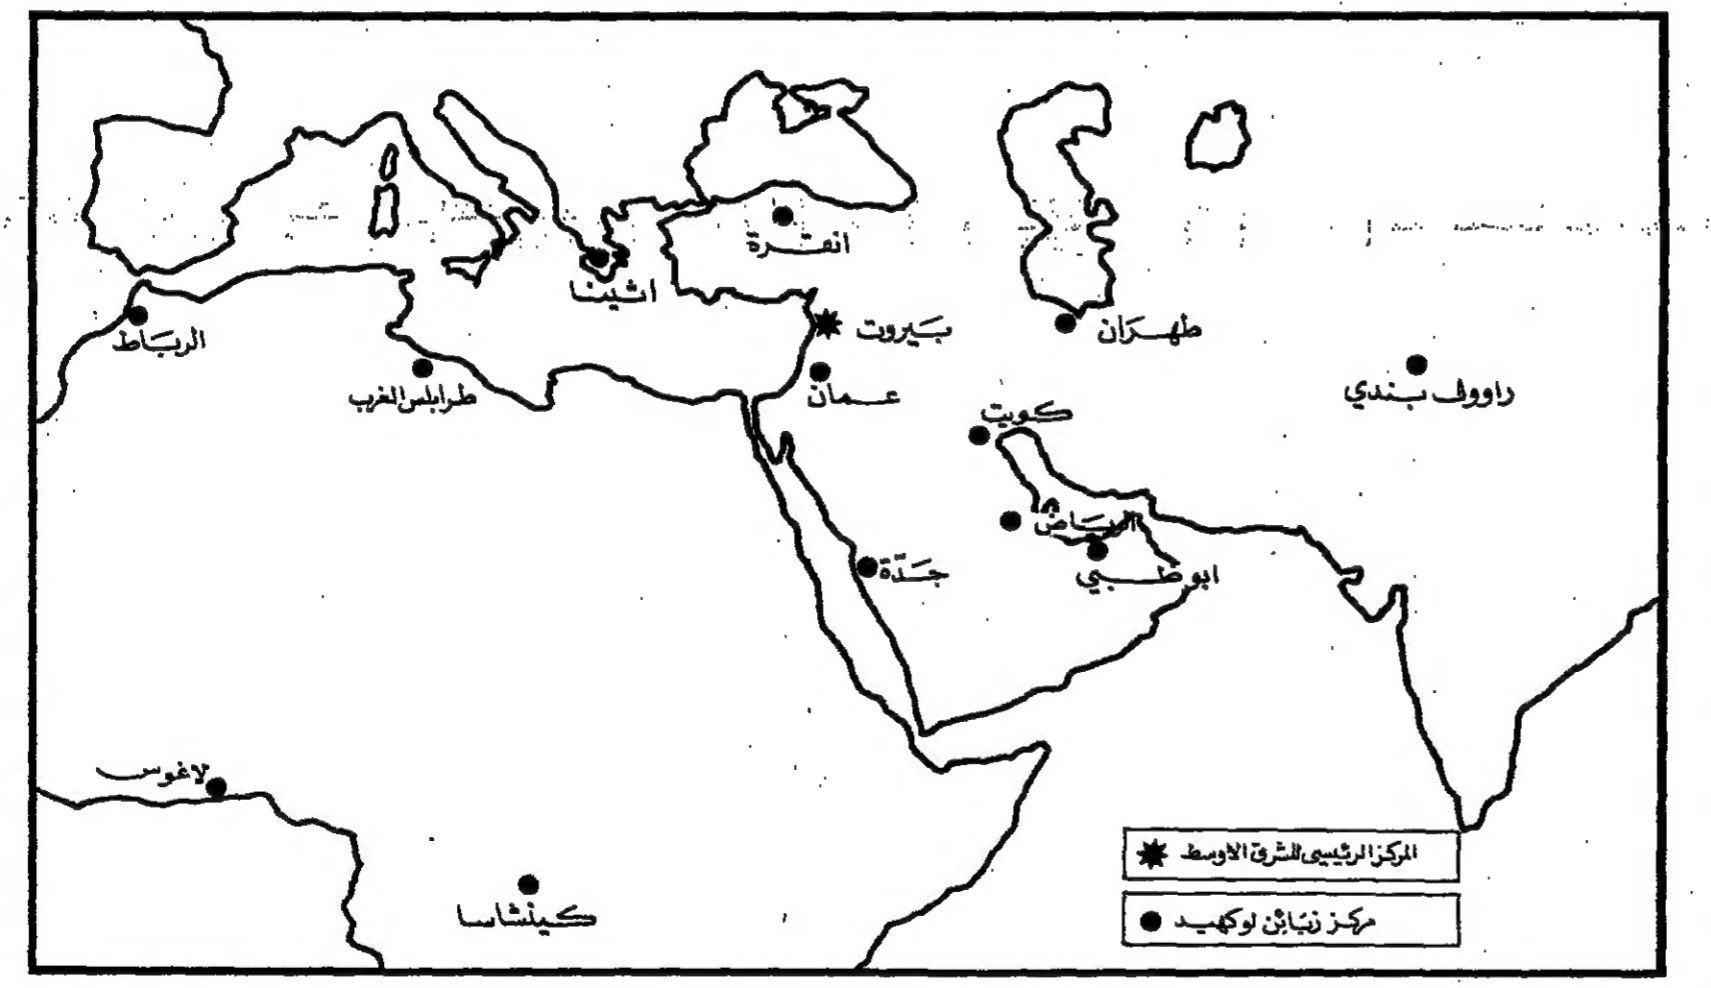 انقرة
اثينا
بيروت
طهران
الرباط
عمان
راوولبندي
طرابلس الغرب
كويت
الرياض
جدّة
ابوظبي
لاغوس
كينشاسا
المركز الرئيسي للشرق الاوسط
مركز زبائن لوكهيد